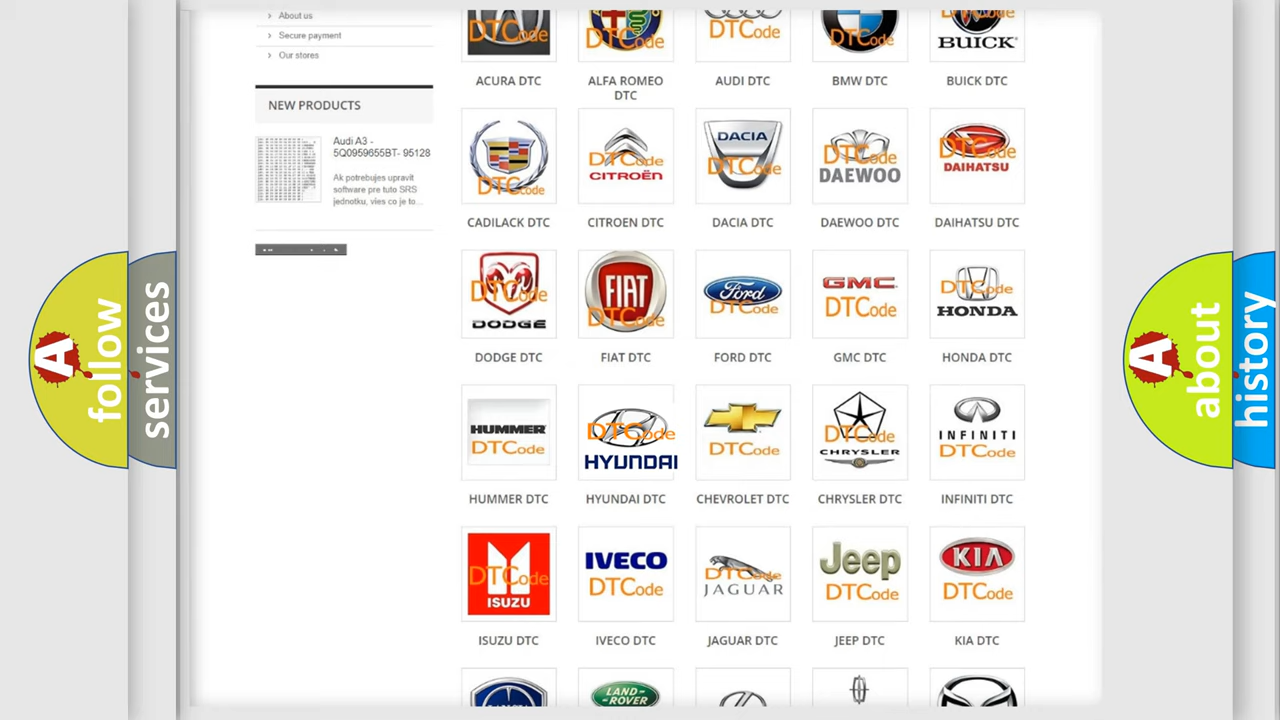 About us
Secure payment
Our stores
NEW PRODUCTS
Audi A3 -
5Q0959655BT- 95128
Ak potrebujes upravit
software pre tuto SRS
jednotku, vies co je to...
DTCode
DTCode
DTCode
DTCode
BUICK
ACURA DTC
ALFA ROMEO
DTC
AUDI DTC
BMW DTC
BUICK DTC
DTCode
DTCode
CITROËN
DACIA
DTCode
DTCode
DAEWOO
DTCode
DAIHATSU
CADILACK DTC
CITROEN DTC
DACIA DTC
DAEWOO DTC
DAIHATSU DTC
DTCode
DODGE
FIAT
DTCode
Ford
DTCode
GMC
DTCode
DTCode
HONDA
DODGE DTC
FIAT DTC
FORD DTC
GMC DTC
HONDA DTC
HUMMER
DTCode
DTCode
HYUNDAI
DTCode
DTCode
CHRYSLER
INFINITI
DTCode
HUMMER DTC
HYUNDAI DTC
CHEVROLET DTC
CHRYSLER DTC
INFINITI DTC
DTCode
ISUZU
IVECO
DTCode
DTCode
JAGUAR
Jeep
DTCode
KIA
DTCode
ISUZU DTC
IVECO DTC
JAGUAR DTC
JEEP DTC
KIA DTC
LAND-
ROVER
A
follow
services
A
about
history